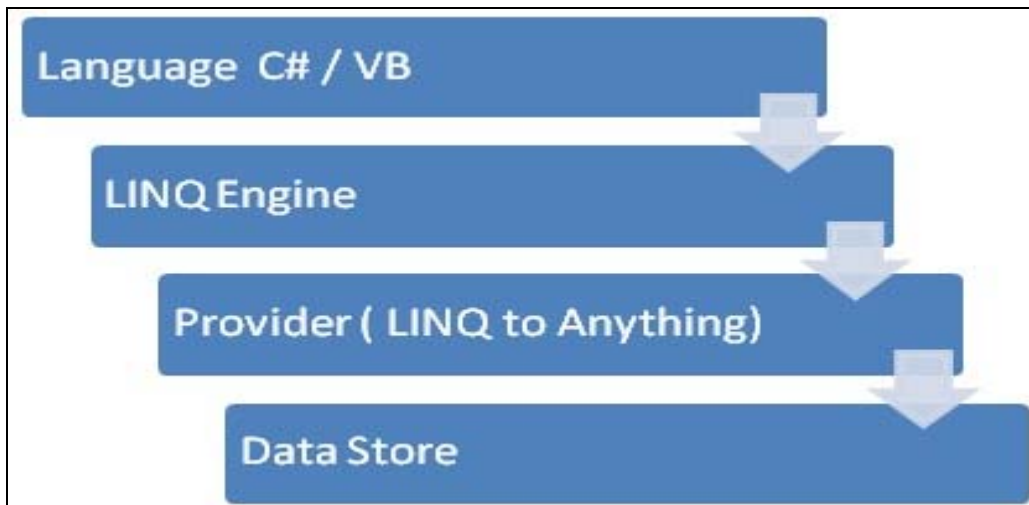 Language C# / VB
LINQ Engine
Provider ( LINQ to Anything)
Data Store